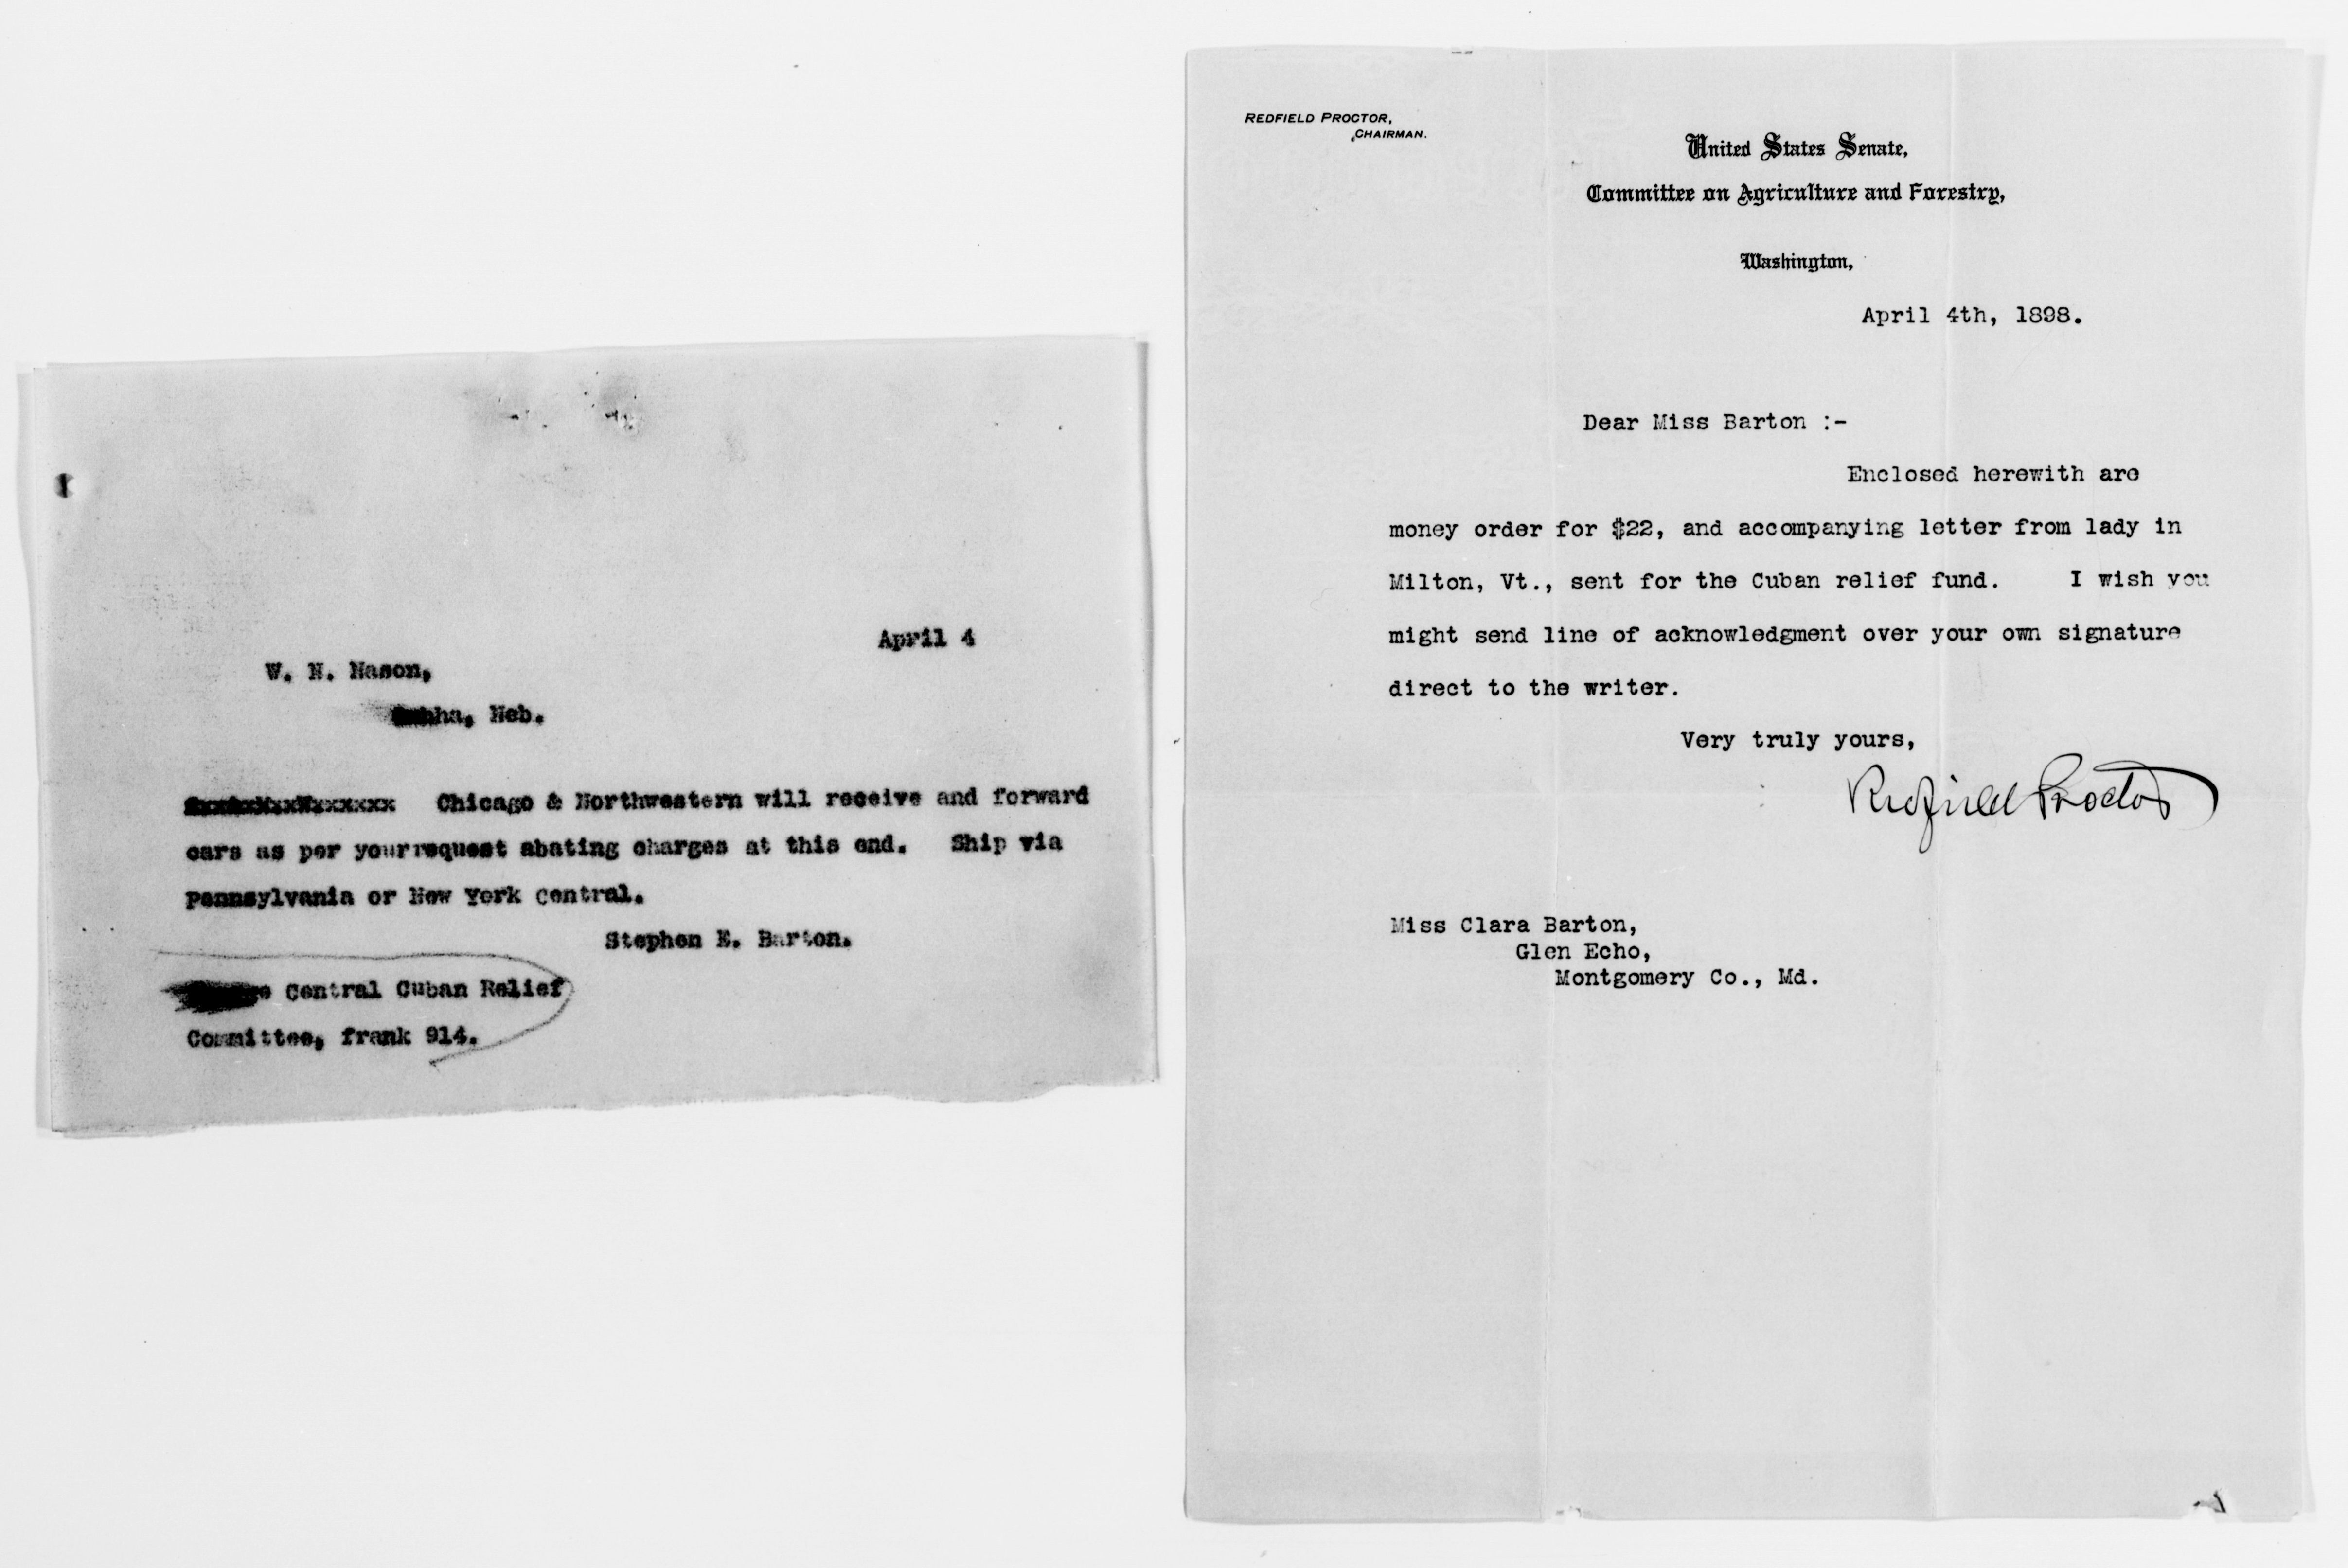 April 4
W. N. Nason,
Neb.
Chicago & Northwestern will receive and forward
cars as per your request abating charges at this end. Ship via
Pennsylvania or New York Central.
Stephen E. Barton.
Central Cuban Relief
Committee, frank 914.
REDFIELD PROCTOR,
CHAIRMAN.
United States Senate,
Committee on Agriculture and Forestry,
Washington,
April 4th, 1898.
Dear Miss Barton :-
Enclosed herewith are
money order for $22, and accompanying letter from lady in
Milton, Vt., sent for the Cuban relief fund. I wish you
might send line of acknowledgment over your own signature
direct to the writer.
Very truly yours,
Redfield Proctor
Miss Clara Barton,
Glen Echo,
Montgomery Co., Md.